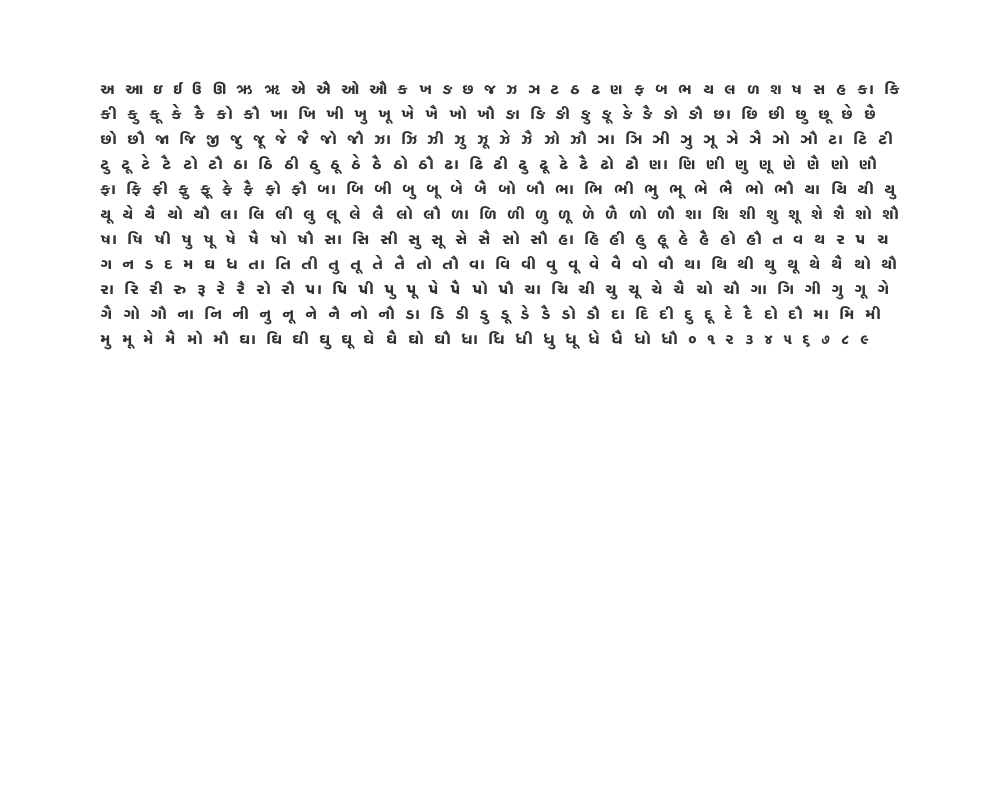 અ આ ઇ ઈ ઉ ઊ ઋ ૠ એ ઐ ઓ ઔ ક ખ ઙ છ જ ઝ ઞ ટ ઠ ઢ ણ ફ બ ભ ય લ ળ શ ષ સ હ કા કિ
કી કુ કૂ કે કૈ કો કૌ ખા ખિ ખી ખુ ખૂ ખે ખૈ ખો ખૌ ઙા ઙિ ઙી ઙુ ઙૂ ઙે ઙૈ ઙો ઙૌ છા છિ છી છુ છૂ છે છૈ
છો છૌ જા જિ જી જુ જૂ જે જૈ જો જૌ ઝા ઝિ ઝી ઝુ ઝૂ ઝે ઝૈ ઝો ઝૌ ઞા ઞિ ઞી ઞુ ઞૂ ઞે ઞૈ ઞો ઞૌ ટા ટિ ટી
ટુ ટૂ ટે ટૈ ટો ટૌ ઠા ઠિ ઠી ઠુ ઠૂ ઠે ઠૈ ઠો ઠૌ ઢા ઢિ ઢી ઢુ ઢૂ ઢે ઢૈ ઢો ઢૌ ણા ણિ ણી ણુ ણૂ ણે ણૈ ણો ણૌ
ફા ફિ ફી ફુ ફૂ ફે ફૈ ફો ફૌ બા બિ બી બુ બૂ બે બૈ બો બૌ ભા ભિ ભી ભુ ભૂ ભે ભૈ ભો ભૌ યા યિ યી યુ
યૂ યે યૈ યો યૌ લા લિ લી લુ લૂ લે લૈ લો લૌ ળા ળિ ળી ળુ ળૂ ળે ળૈ ળો ળૌ શા શિ શી શુ શૂ શે શૈ શો શૌ
ષા ષિ ષી ષુ ષૂ ષે ષૈ ષો ષૌ સા સિ સી સુ સૂ સે સૈ સો સૌ હા હિ હી હુ હૂ હે હૈ હો હૌ ત વ થ ર પ ચ
ગ ન ડ દ મ ઘ ધ તા તિ તી તુ તૂ તે તૈ તો તૌ વા વિ વી વુ વૂ વે વૈ વો વૌ થા થિ થી થુ થૂ થે થૈ થો થૌ
રા રિ રી રુ રૂ રે રૈ રો રૌ પા પિ પી પુ પૂ પે પૈ પો પૌ ચા ચિ ચી ચુ ચૂ ચે ચૈ ચો ચૌ ગા ગિ ગી ગુ ગૂ ગે
ગૈ ગો ગૌ ના નિ ની નુ નૂ ને નૈ નો નૌ ડા ડિ ડી ડુ ડૂ ડે ડૈ ડો ડૌ દા દિ દી દુ દૂ દે દૈ દો દૌ મા મિ મી
મુ મૂ મે મૈ મો મૌ ઘા ઘિ ઘી ઘુ ઘૂ ઘે ઘૈ ઘો ઘૌ ધા ધિ ધી ધુ ધૂ ધે ધૈ ધો ધૌ ૦ ૧ ૨ ૩ ૪ ૫ ૬ ૭ ૮ ૯